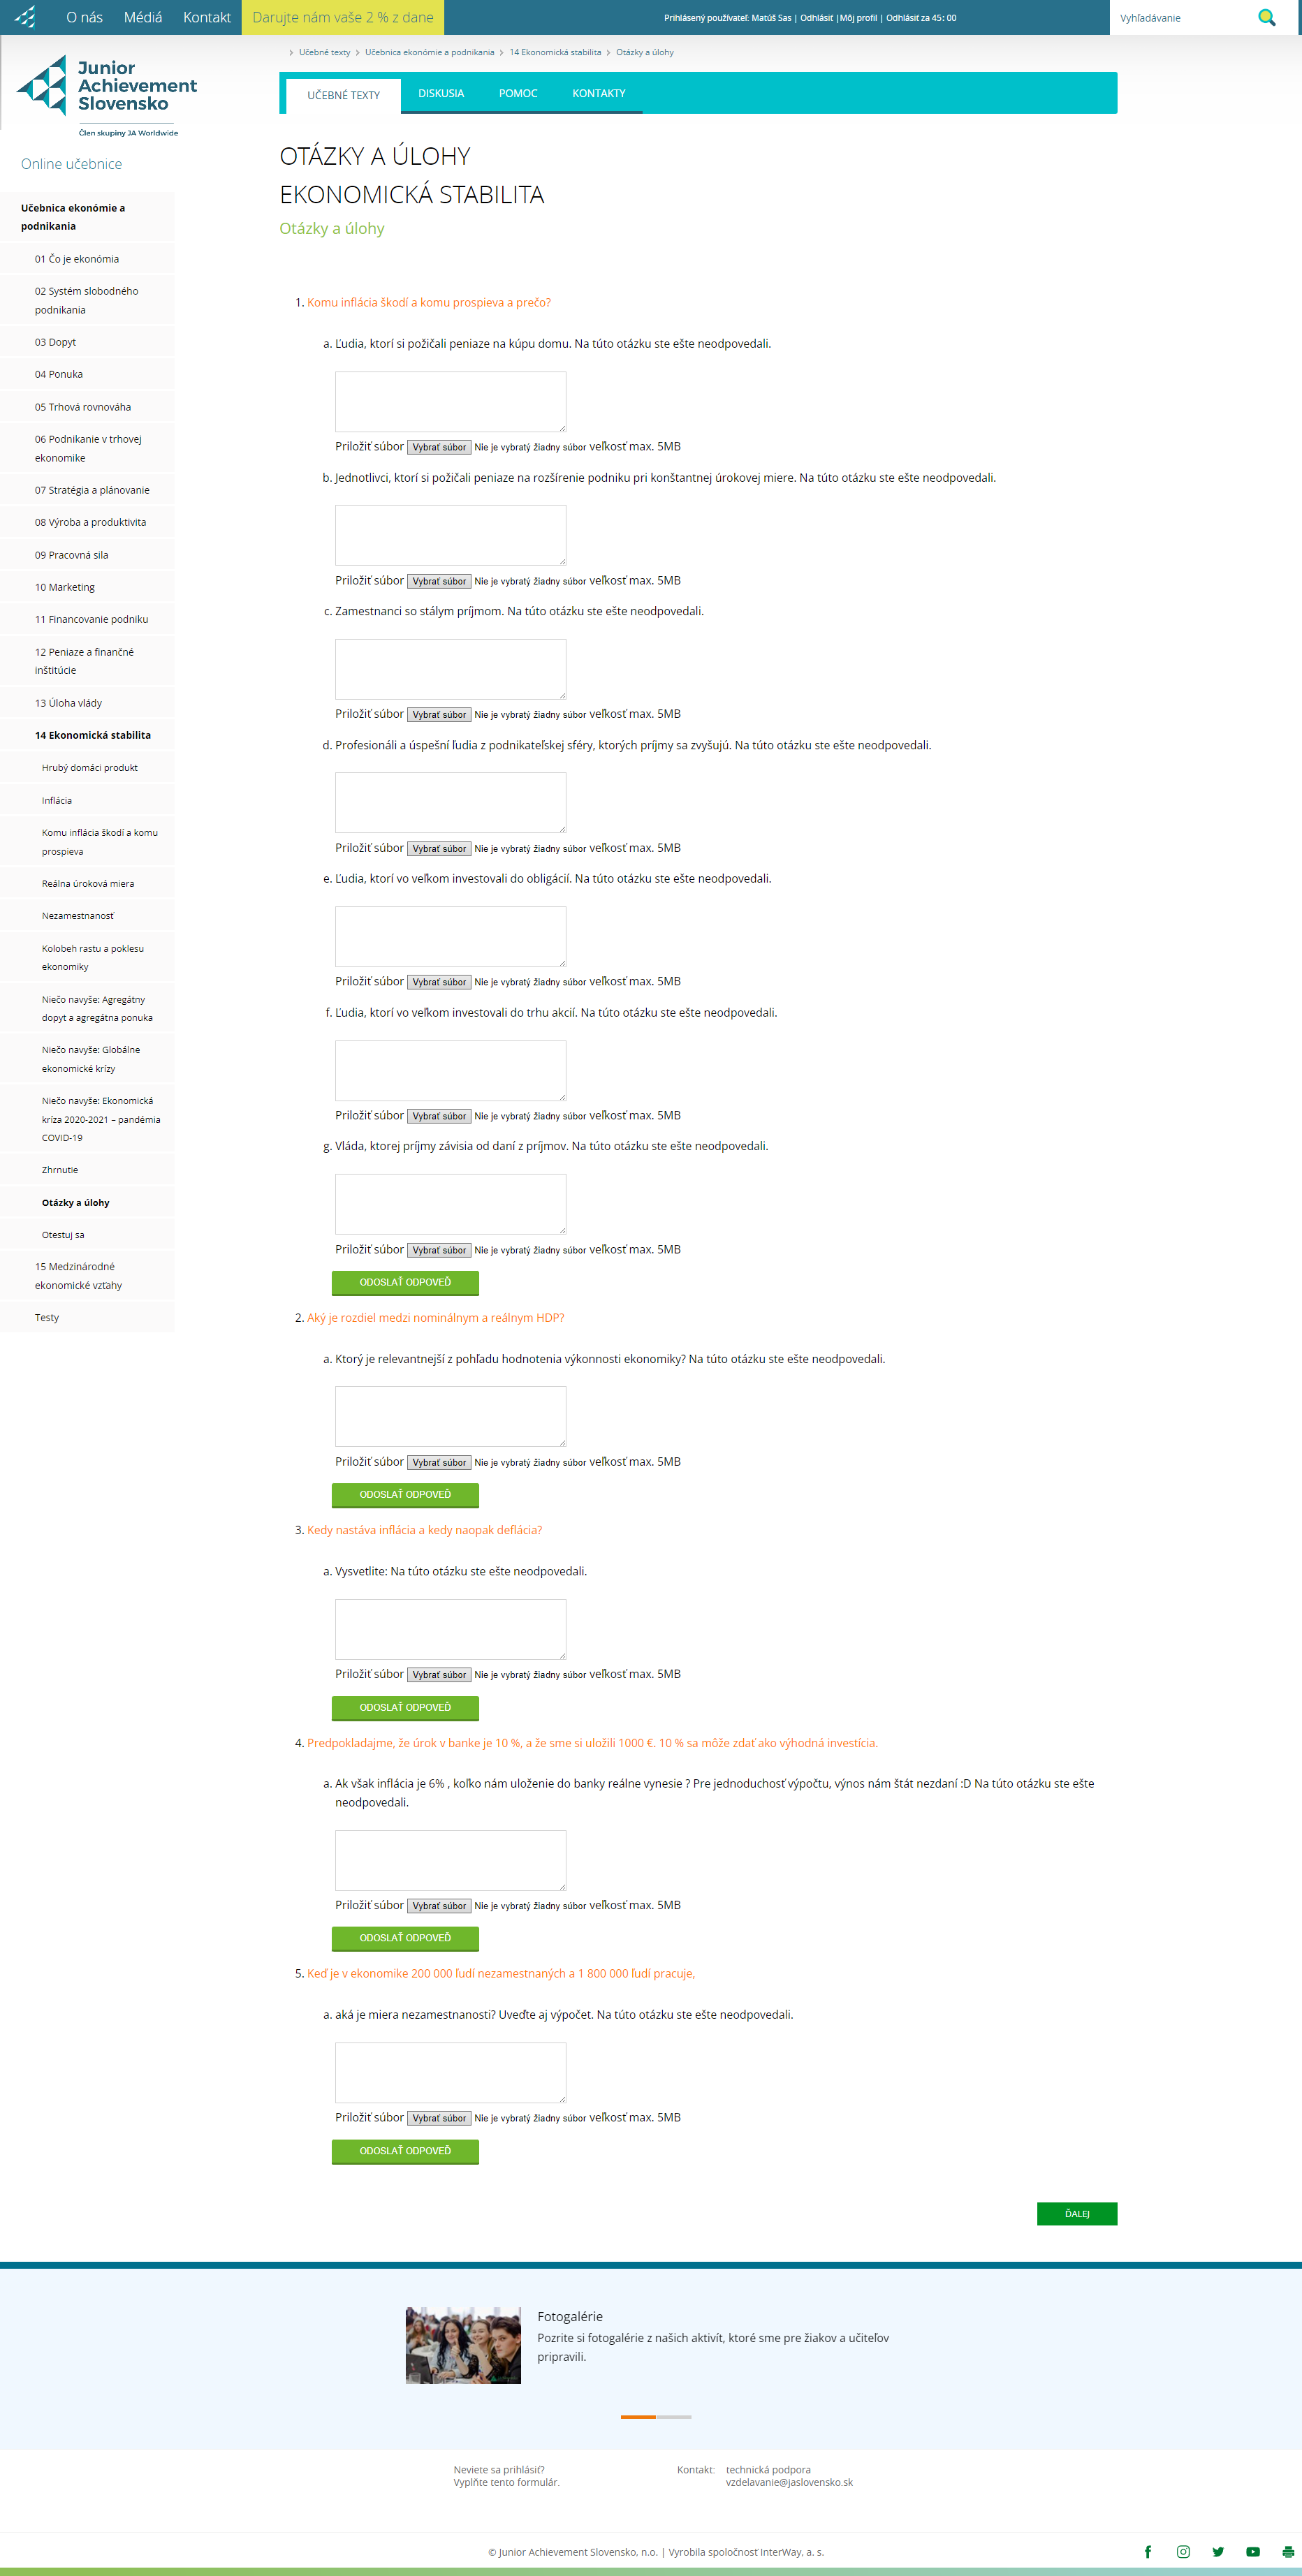 O nás Médiá Kontakt Darujte nám vaše 2 % z dane Prihlásený používateľ: Matúš Sas | Odhlásiť |Môj profil | Odhlásiť za 45: 00 Vyhľadávanie
Učebné texty Učebnica ekonómie a podnikania 14 Ekonomická stabilita Otázky a úlohy
Junior
Achievement
Slovensko
Člen skupiny JA Worldwide
UČEBNÉ TEXTY DISKUSIA POMOC KONTAKTY
Online učebnice
Učebnica ekonómie a
podnikania
01 Čo je ekonómia
02 Systém slobodného
podnikania
03 Dopyt
04 Ponuka
05 Trhová rovnováha
06 Podnikanie v trhovej
ekonomike
07 Stratégia a plánovanie
08 Výroba a produktivita
09 Pracovná sila
10 Marketing
11 Financovanie podniku
12 Peniaze a finančné
inštitúcie
13 Úloha vlády
14 Ekonomická stabilita
Hrubý domáci produkt
Inflácia
Komu inflácia škodí a komu
prospieva
Reálna úroková miera
Nezamestnanosť
Kolobeh rastu a poklesu
ekonomiky
Niečo navyše: Agregátny
dopyt a agregátna ponuka
Niečo navyše: Globálne
ekonomické krízy
Niečo navyše: Ekonomická
kríza 2020-2021 – pandémia
COVID-19
Zhrnutie
Otázky a úlohy
Otestuj sa
15 Medzinárodné
ekonomické vzťahy
Testy
OTÁZKY A ÚLOHY
EKONOMICKÁ STABILITA
Otázky a úlohy
1. Komu inflácia škodí a komu prospieva a prečo?
a. Ľudia, ktorí si požičali peniaze na kúpu domu. Na túto otázku ste ešte neodpovedali.
Priložiť súbor Vybrať súbor Nie je vybratý žiadny súbor veľkosť max. 5MB
b. Jednotlivci, ktorí si požičali peniaze na rozšírenie podniku pri konštantnej úrokovej miere. Na túto otázku ste ešte neodpovedali.
Priložiť súbor Vybrať súbor Nie je vybratý žiadny súbor veľkosť max. 5MB
c. Zamestnanci so stálym príjmom. Na túto otázku ste ešte neodpovedali.
Priložiť súbor Vybrať súbor Nie je vybratý žiadny súbor veľkosť max. 5MB
d. Profesionáli a úspešní ľudia z podnikateľskej sféry, ktorých príjmy sa zvyšujú. Na túto otázku ste ešte neodpovedali.
Priložiť súbor Vybrať súbor Nie je vybratý žiadny súbor veľkosť max. 5MB
e. Ľudia, ktorí vo veľkom investovali do obligácií. Na túto otázku ste ešte neodpovedali.
Priložiť súbor Vybrať súbor Nie je vybratý žiadny súbor veľkosť max. 5MB
f. Ľudia, ktorí vo veľkom investovali do trhu akcií. Na túto otázku ste ešte neodpovedali.
Priložiť súbor Vybrať súbor Nie je vybratý žiadny súbor veľkosť max. 5MB
g. Vláda, ktorej príjmy závisia od daní z príjmov. Na túto otázku ste ešte neodpovedali.
Priložiť súbor Vybrať súbor Nie je vybratý žiadny súbor veľkosť max. 5MB
ODOSLAŤ ODPOVEĎ
2. Aký je rozdiel medzi nominálnym a reálnym HDP?
a. Ktorý je relevantnejší z pohľadu hodnotenia výkonnosti ekonomiky? Na túto otázku ste ešte neodpovedali.
Priložiť súbor Vybrať súbor Nie je vybratý žiadny súbor veľkosť max. 5MB
ODOSLAŤ ODPOVEĎ
3. Kedy nastáva inflácia a kedy naopak deflácia?
a. Vysvetlite: Na túto otázku ste ešte neodpovedali.
Priložiť súbor Vybrať súbor Nie je vybratý žiadny súbor veľkosť max. 5MB
ODOSLAŤ ODPOVEĎ
4. Predpokladajme, že úrok v banke je 10 %, a že sme si uložili 1000 €. 10 % sa môže zdať ako výhodná investícia.
a. Ak však inflácia je 6% , koľko nám uloženie do banky reálne vynesie ? Pre jednoduchosť výpočtu, výnos nám štát nezdaní :D Na túto otázku ste ešte
neodpovedali.
Priložiť súbor Vybrať súbor Nie je vybratý žiadny súbor veľkosť max. 5MB
ODOSLAŤ ODPOVEĎ
5. Keď je v ekonomike 200 000 ľudí nezamestnaných a 1 800 000 ľudí pracuje,
a. aká je miera nezamestnanosti? Uveďte aj výpočet. Na túto otázku ste ešte neodpovedali.
Priložiť súbor Vybrať súbor Nie je vybratý žiadny súbor veľkosť max. 5MB
ODOSLAŤ ODPOVEĎ
ĎALEJ
Fotogalérie
Pozrite si fotogalérie z našich aktivít, ktoré sme pre žiakov a učiteľov
pripravili.
Neviete sa prihlásiť? Kontakt: technická podpora
Vyplňte tento formulár. vzdelavanie@jaslovensko.sk
© Junior Achievement Slovensko, n.o. | Vyrobila spoločnosť InterWay, a. s.